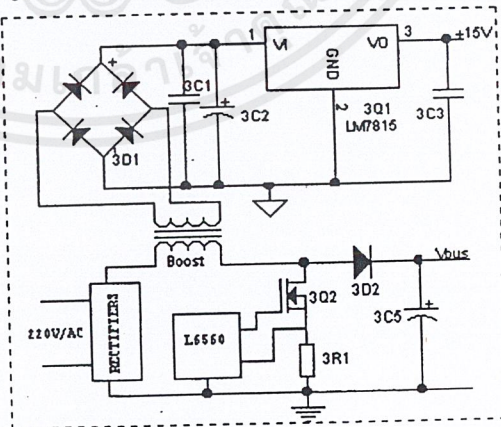 1
VI
VO
3
±15V
GND
3C1
3C2
2
3Q1
LM7815
3C3
3D1
Boost
Vbus
3D2
3Q2
220V/AC
RECTIFIERS
L6560
3R1
3C5